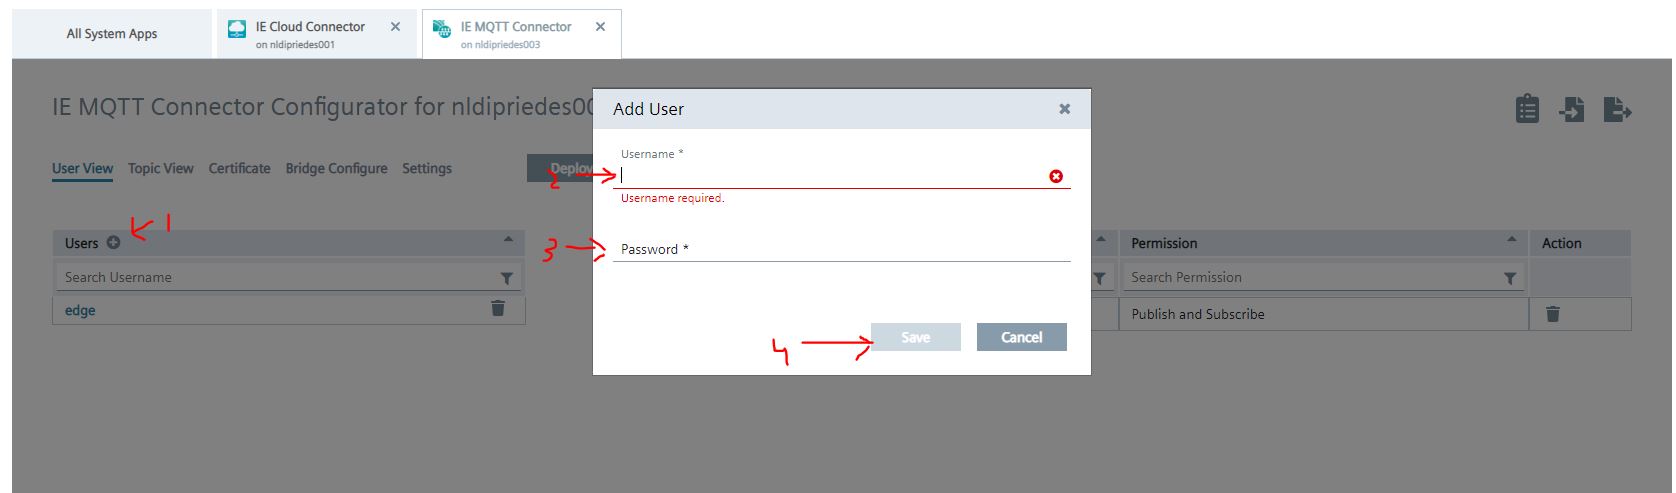 All System Apps
IE Cloud Connector
on nldipriedes001
IE MQTT Connector
on nldipriedes003
IE MQTT Connector Configurator for nldipriedes00
User View Topic View Certificate Bridge Configure Settings
Deploy
Add User
Username *
2
Username required.
3
Password *
4
Save Cancel
1
Users
Search Username
edge
Permission Action
Search Permission
Publish and Subscribe